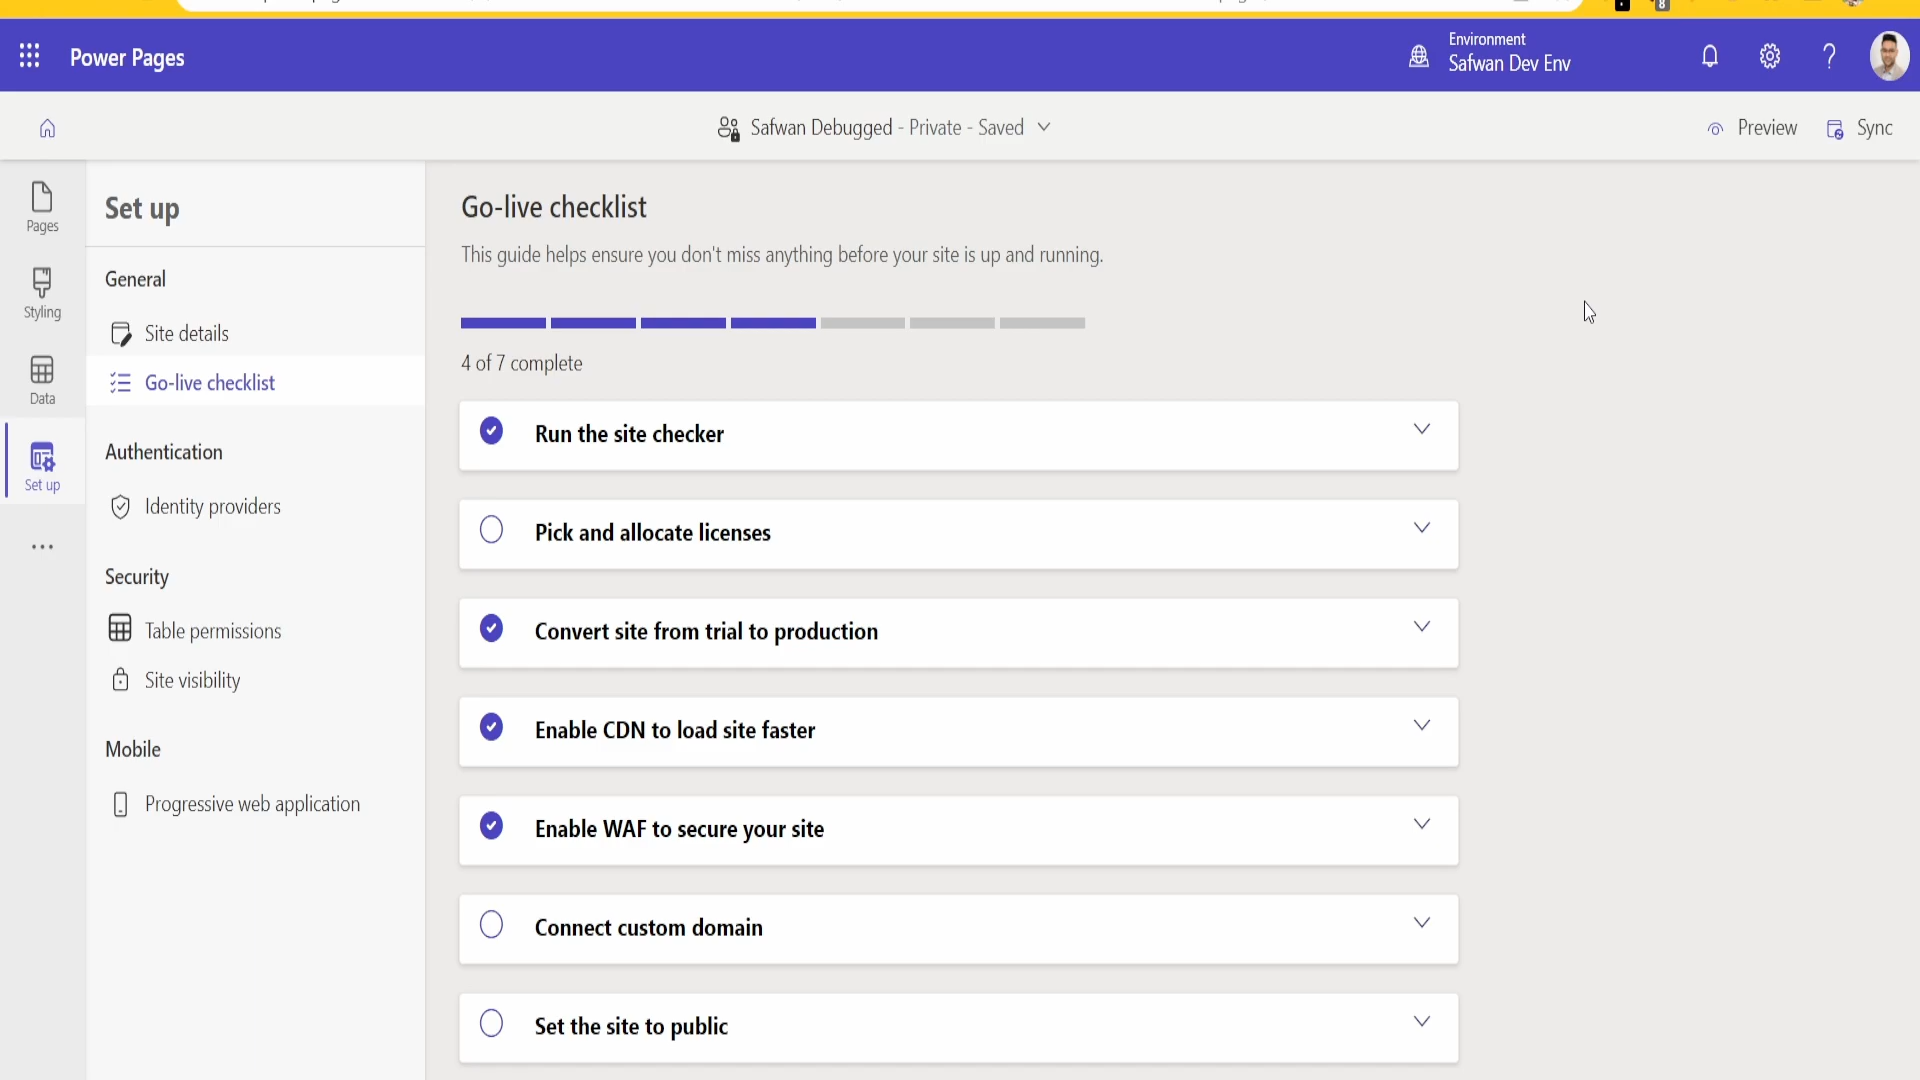 8
Power Pages
Environment
Safwan Dev Env
Safwan Debugged - Private - Saved
Preview
Sync
Pages
Styling
Data
Set up
Set up
General
Site details
Go-live checklist
Authentication
Identity providers
Security
Table permissions
Site visibility
Mobile
Progressive web application
Go-live checklist
This guide helps ensure you don't miss anything before your site is up and running.
4 of 7 complete
Run the site checker
Pick and allocate licenses
Convert site from trial to production
Enable CDN to load site faster
Enable WAF to secure your site
Connect custom domain
Set the site to public